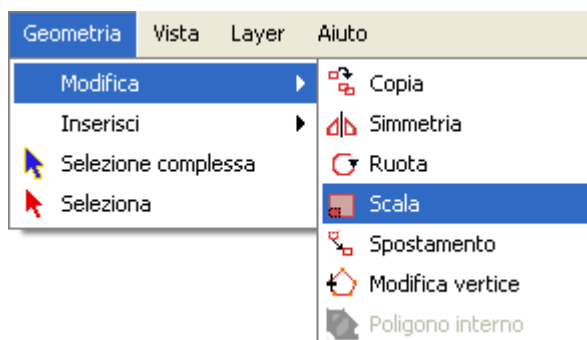 Geometria Vista Layer Aiuto
Modifica
Inserisci
Selezione complessa
Seleziona
Copia
Simmetria
Ruota
Scala
Spostamento
Modifica vertice
Poligono interno